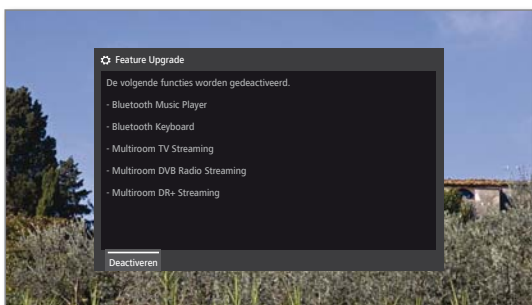 Feature Upgrade
De volgende functies worden gedeactiveerd.
- Bluetooth Music Player
- Bluetooth Keyboard
- Multiroom TV Streaming
- Multiroom DVB Radio Streaming
- Multiroom DR+ Streaming
Deactiveren